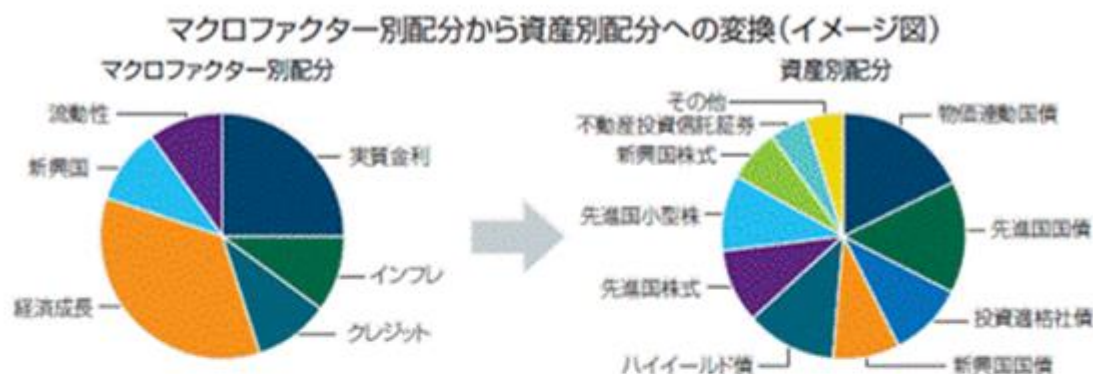 マクロファクター別配分から資産別配分への変換(イメージ図)
マクロファクター別配分
流動性
新興国
経済成長
実質金利
インフレ
クレジット
資産別配分
その他
不動産投資信託証券
新興国株式
先進国小型株
先進国株式
ハイイールド債
物価連動国債
先進国国債
投資適格社債
新興国国債